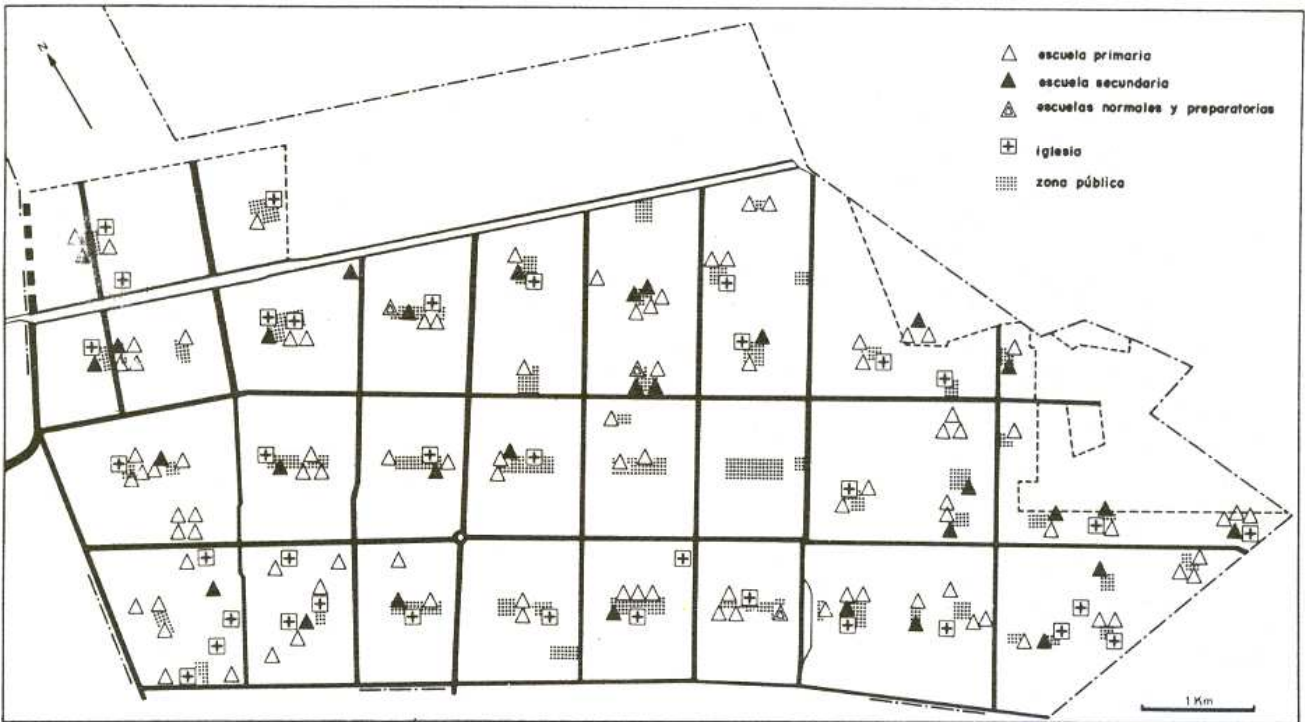 N
escuela primaria
escuela secundaria
escuelas normales y preparatorias
iglesia
zona pública
1 Km